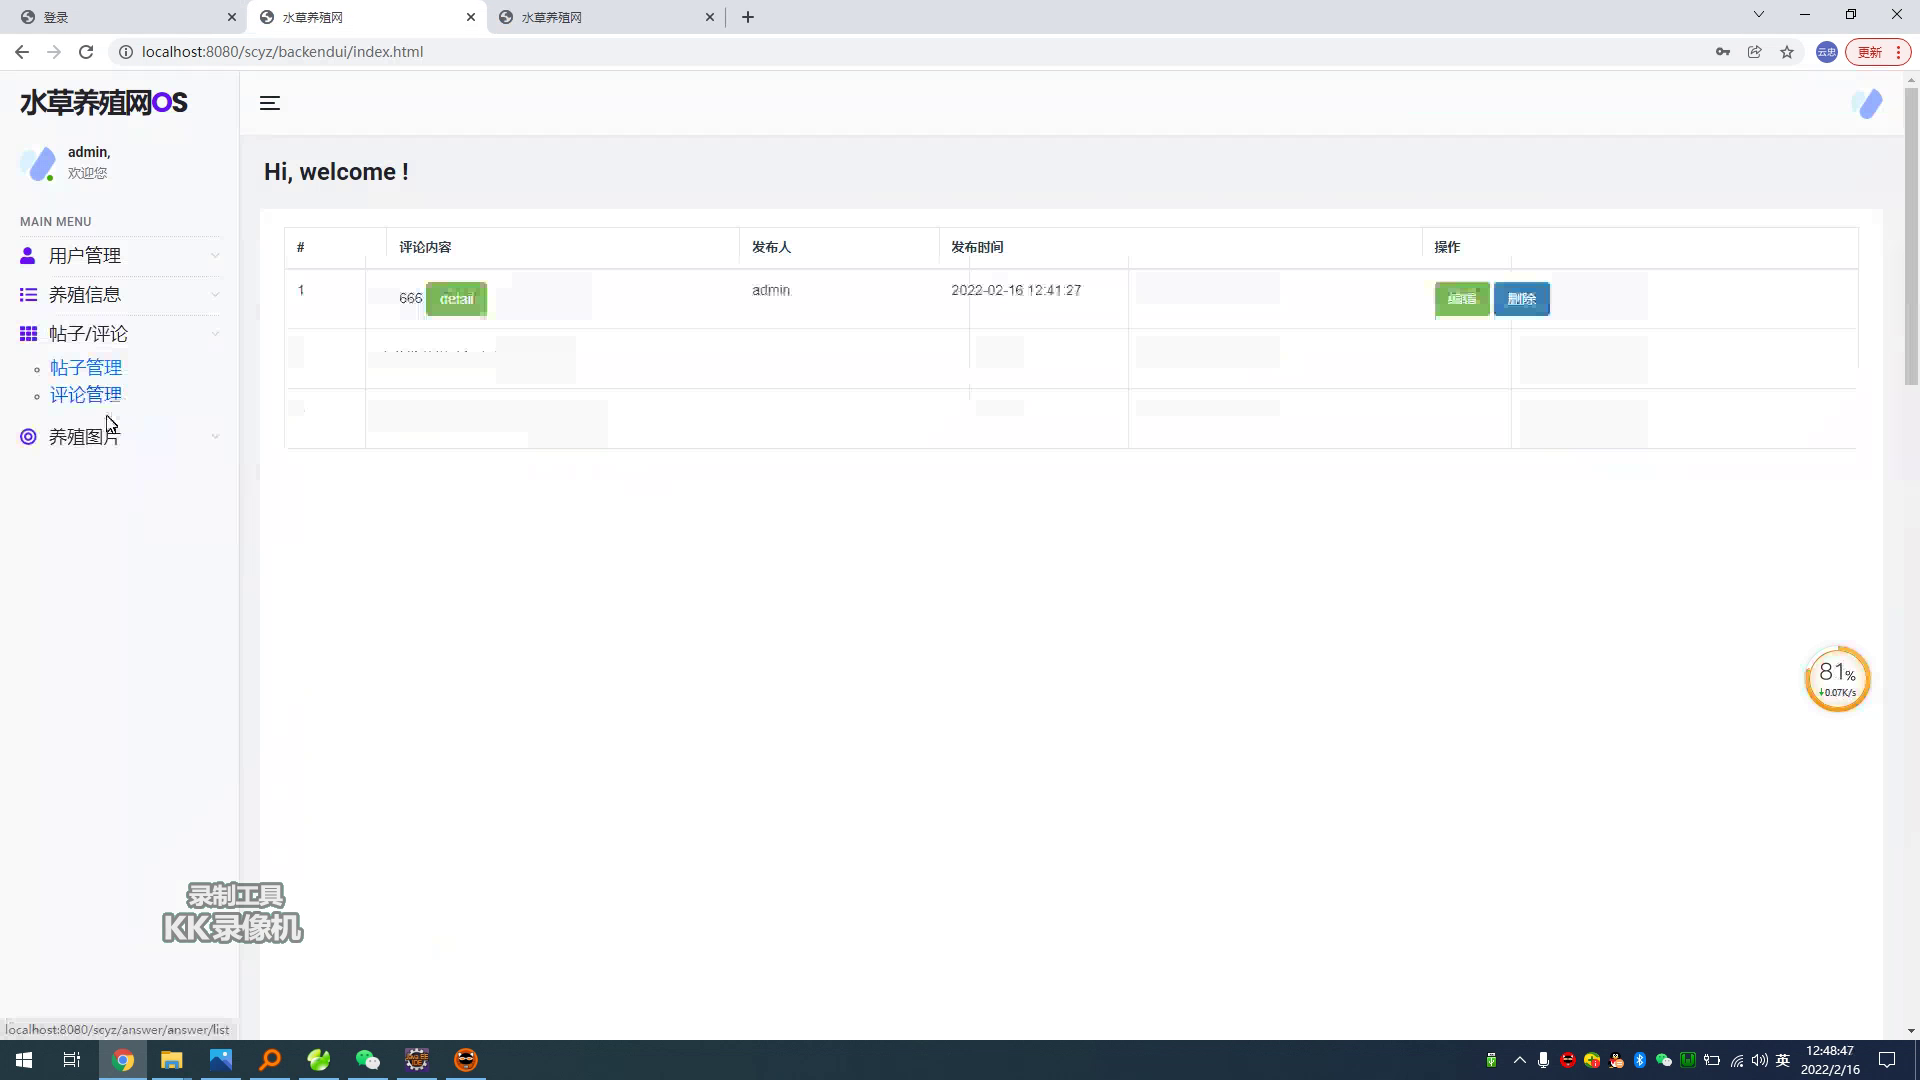 登录
水草养殖网
水草养殖网
localhost:8080/scyz/backendui/index.html
云忠
更新
水草养殖网OS
admin,
欢迎您
MAIN MENU
用户管理
养殖信息
帖子/评论
帖子管理
评论管理
养殖图片
Hi, welcome !
# 评论内容 发布人 发布时间 操作
1 666 detail admin 2022-02-16 12:41:27 编辑 删除
81%
0.07K/s
录制工具
KK录像机
localhost:8080/scyz/answer/answer/list
英
12:48:47
2022/2/16